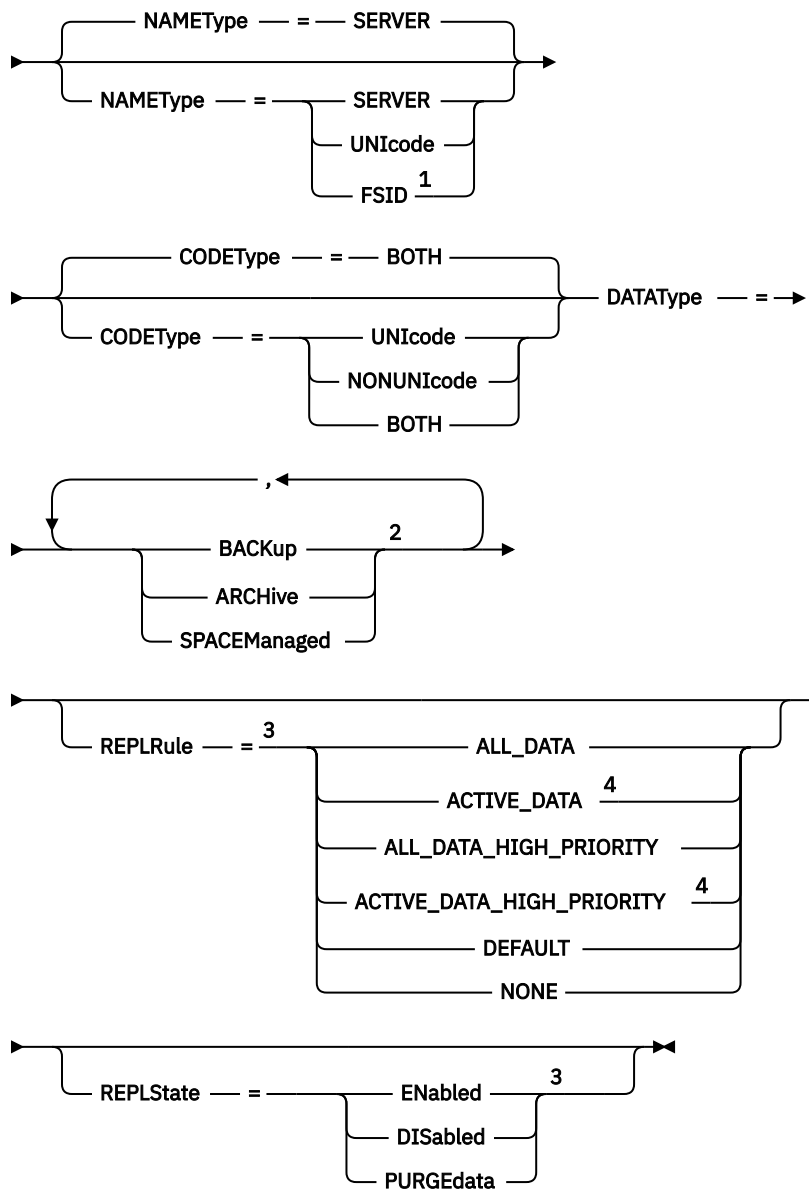 NAMEType = SERVER
NAMEType = SERVER
UNIcode
FSID 1
CODEType = BOTH
DATAType =
CODEType = UNIcode
NONUNIcode
BOTH
,
BACKup 2
ARCHive
SPACEManaged
REPLRule = 3 ALL_DATA
ACTIVE_DATA 4
ALL_DATA_HIGH_PRIORITY
ACTIVE_DATA_HIGH_PRIORITY 4
DEFAULT
NONE
REPLState = ENabled 3
DISabled
PURGEdata